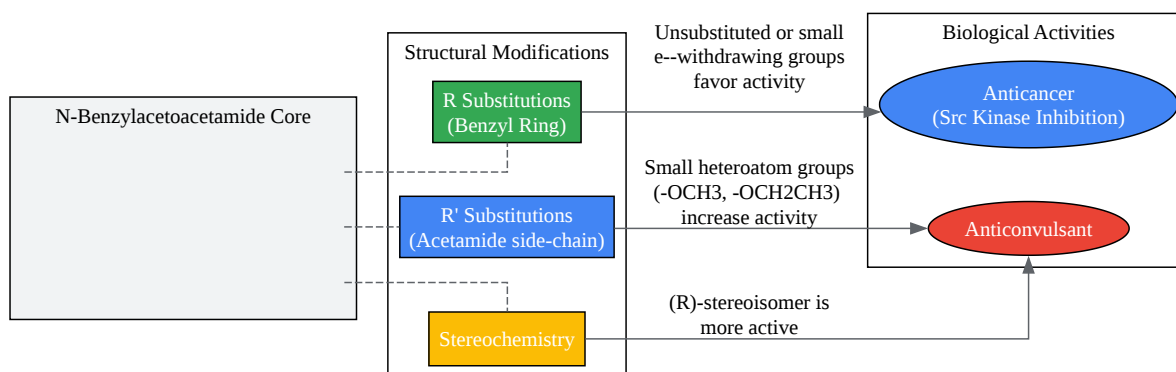 N-Benzylacetoacetamide Core
Structural Modifications
R Substitutions
(Benzyl Ring)
R' Substitutions
(Acetamide side-chain)
Stereochemistry
Unsubstituted or small
e--withdrawing groups
favor activity
Small heteroatom groups
(-OCH3, -OCH2CH3)
increase activity
(R)-stereoisomer is
more active
Biological Activities
Anticancer
(Src Kinase Inhibition)
Anticonvulsant